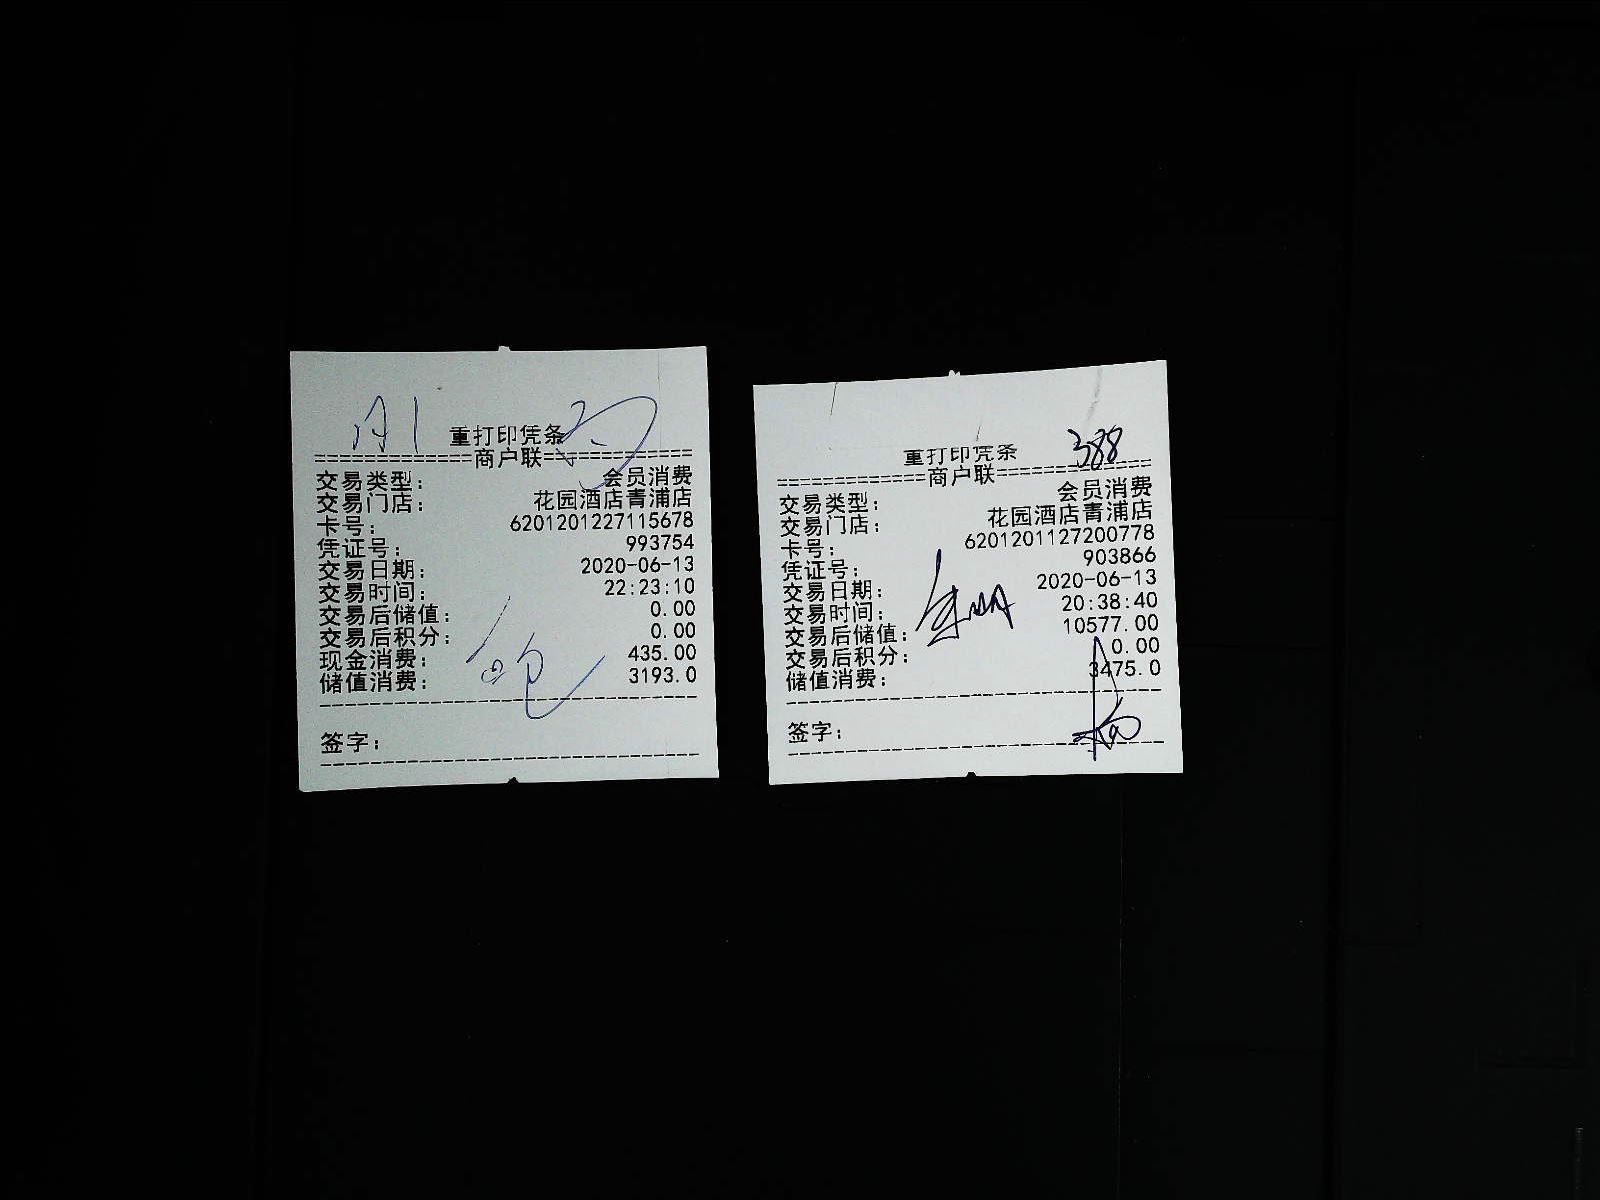 重打印凭条
============商户联============
交易类型： 会员消费
交易门店： 花园酒店青浦店
卡号： 6201201227115678
凭证号： 993754
交易日期： 2020-06-13
交易时间： 22:23:10
交易后储值： 0.00
交易后积分： 0.00
现金消费： 435.00
储值消费： 3193.0
签字：
388
重打印凭条
============商户联============
交易类型： 会员消费
交易门店： 花园酒店青浦店
卡号： 6201201127200778
凭证号： 903866
交易日期： 2020-06-13
交易时间： 20:38:40
交易后储值： 10577.00
交易后积分： 0.00
储值消费： 3475.0
签字：